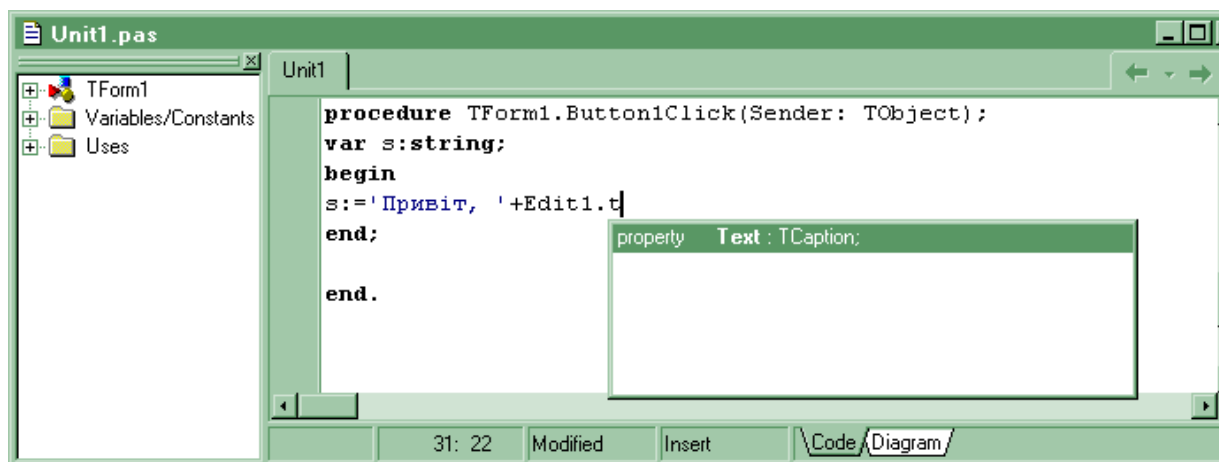 Unit1.pas
TForm1
Variables/Constants
Uses
Unit1
procedure TForm1.Button1Click(Sender: TObject);
var s:string;
begin
s:='Привіт, '+Edit1.t
end;
property Text : TCaption;
end.
31: 22 Modified Insert Code Diagram